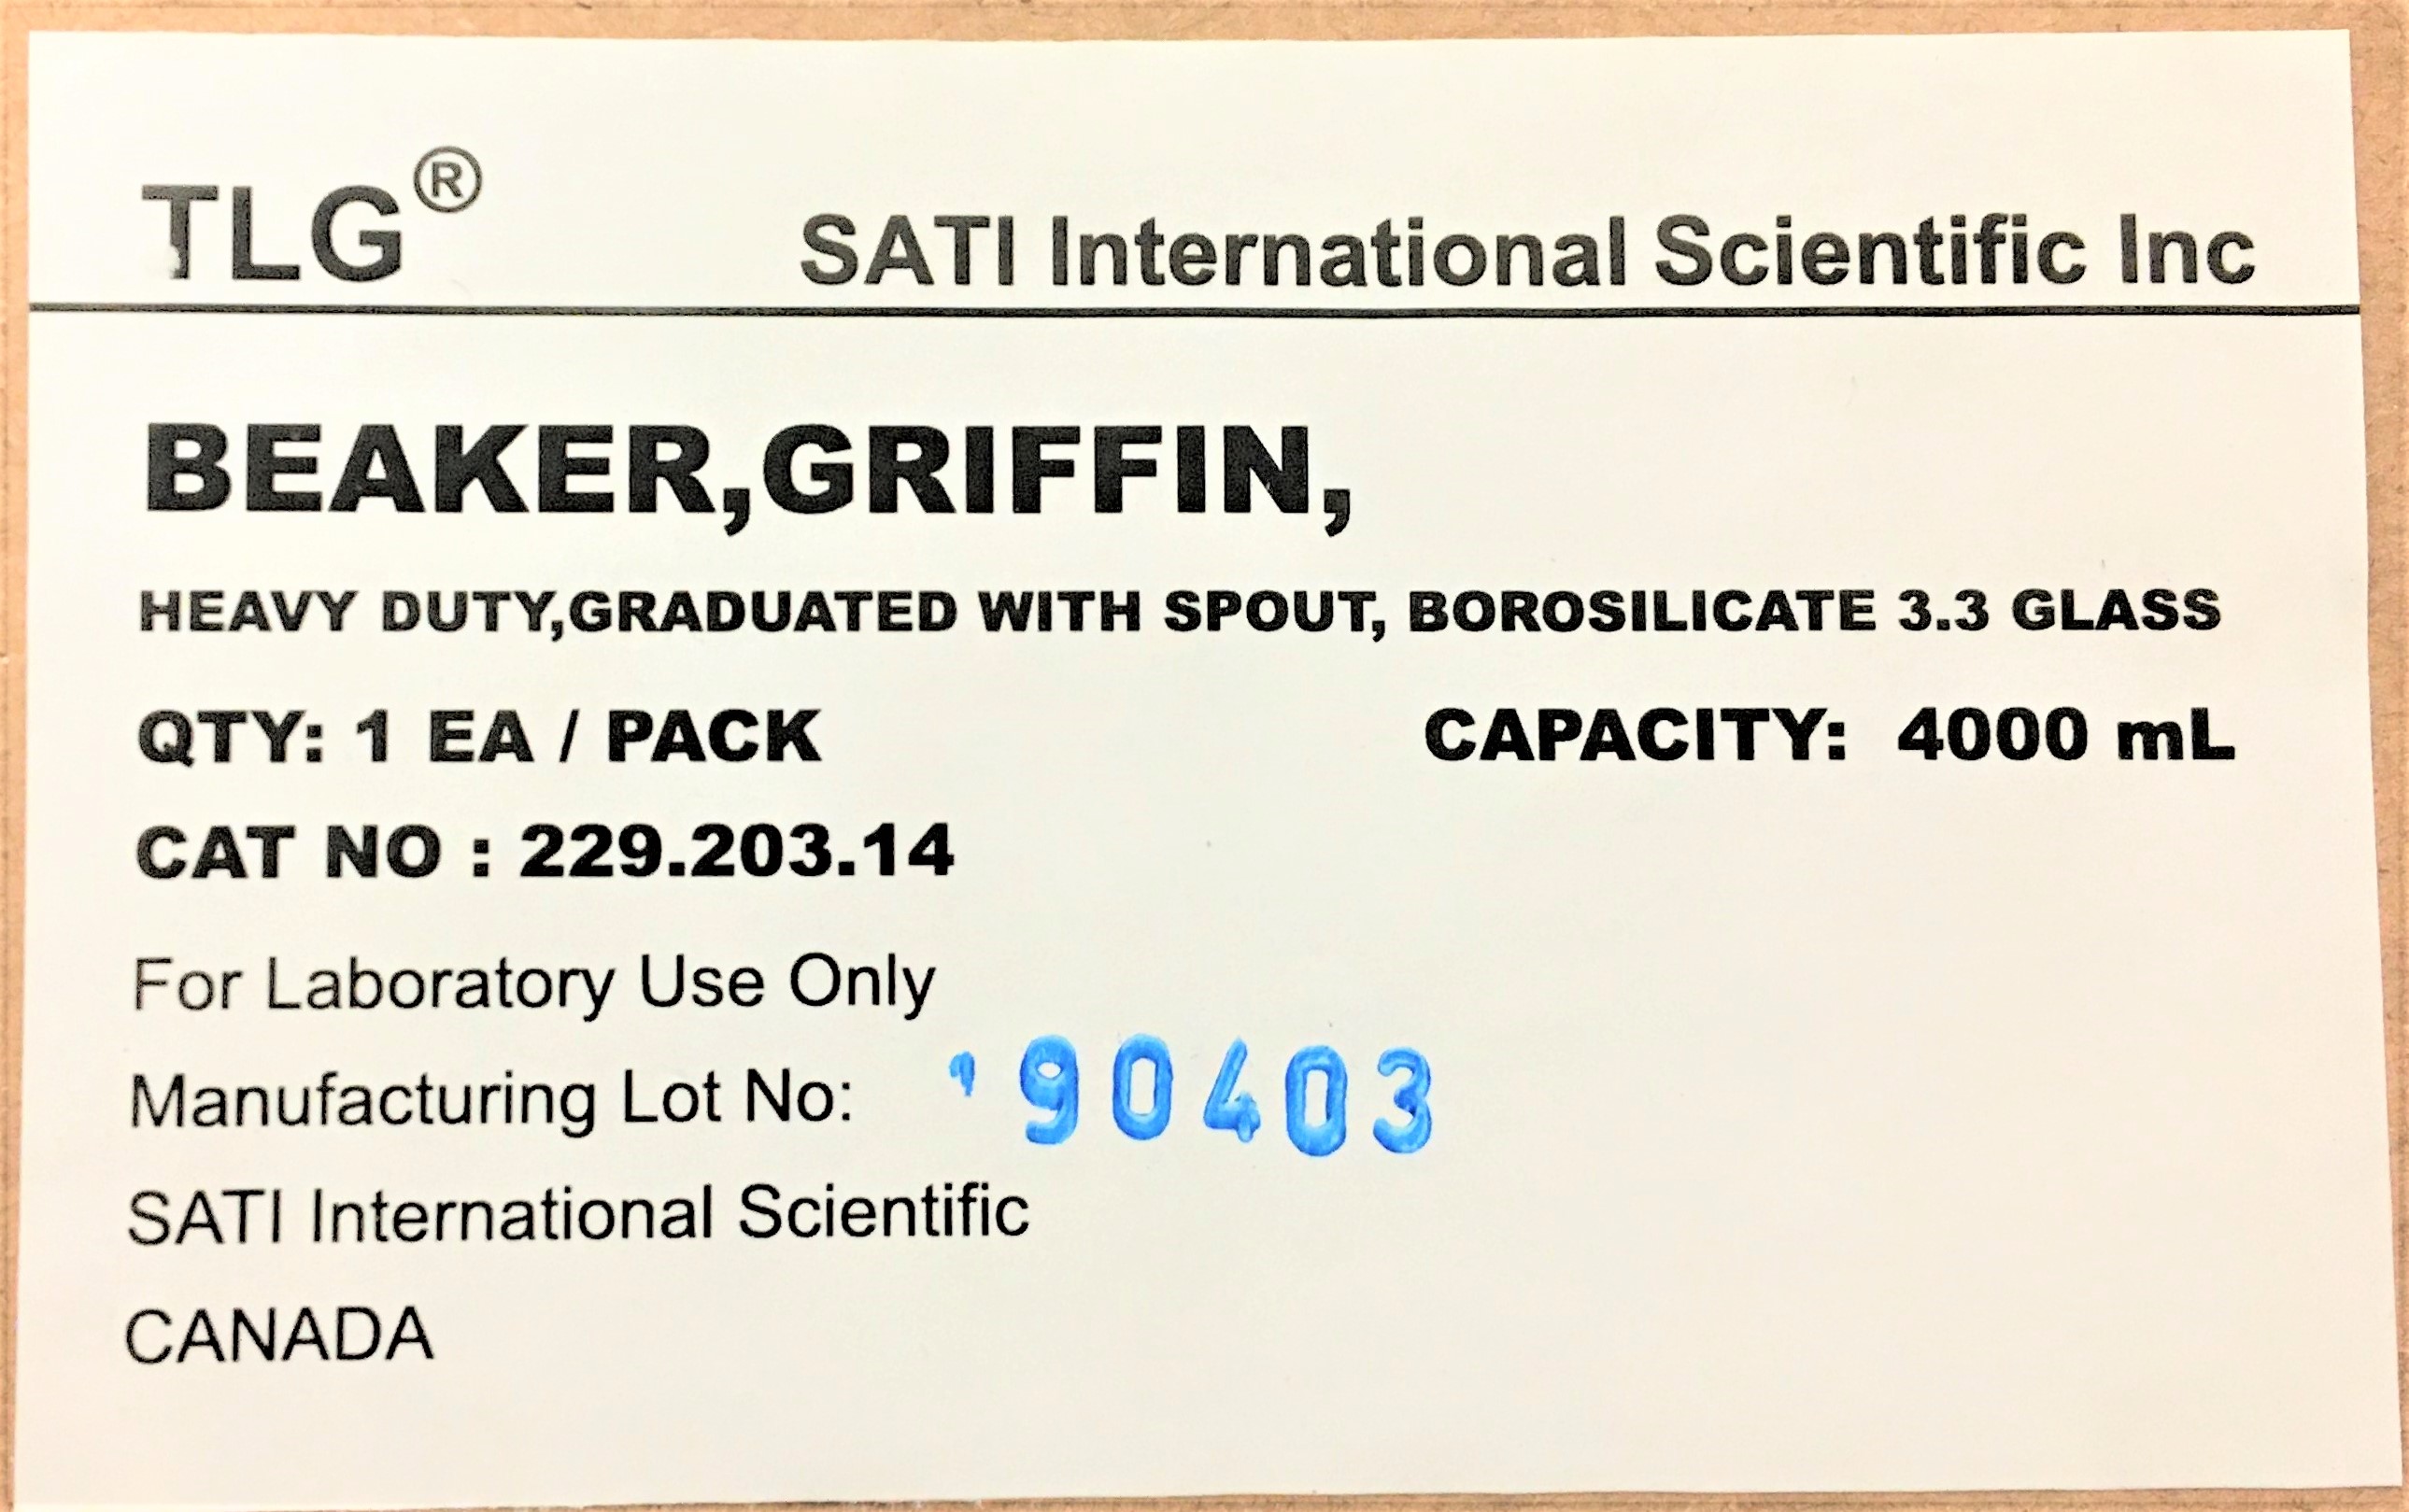 TLG®
SATI International Scientific Inc
BEAKER,GRIFFIN,
HEAVY DUTY,GRADUATED WITH SPOUT, BOROSILICATE 3.3 GLASS
QTY: 1 EA / PACK CAPACITY: 4000 mL
CAT NO : 229.203.14
For Laboratory Use Only
Manufacturing Lot No: '90403
SATI International Scientific
CANADA